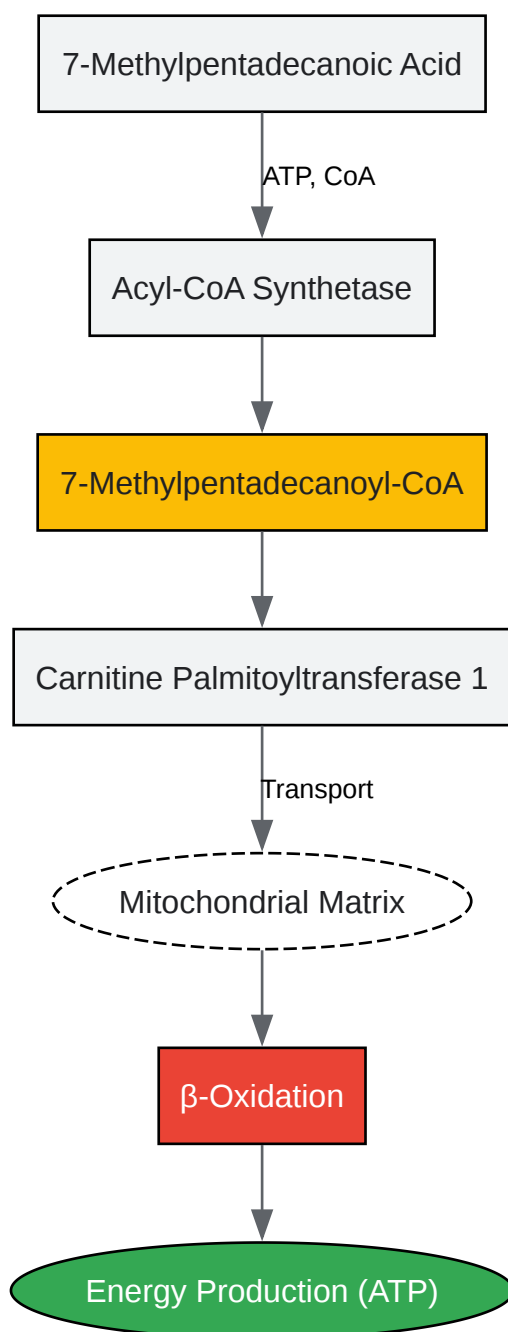 7-Methylpentadecanoic Acid
ATP, CoA
Acyl-CoA Synthetase
7-Methylpentadecanoyl-CoA
Carnitine Palmitoyltransferase 1
Transport
Mitochondrial Matrix
β-Oxidation
Energy Production (ATP)